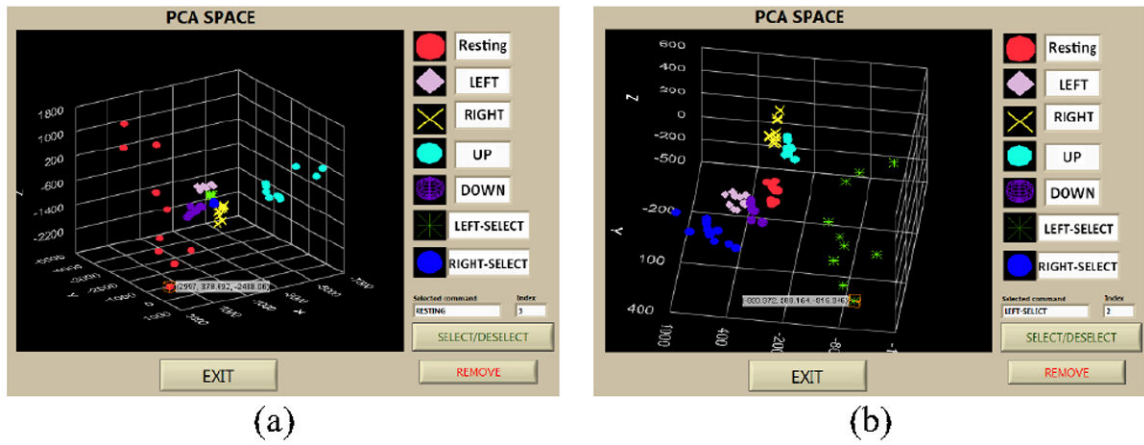 PCA SPACE
1800
1000
200
-600
-1400
-2200
Y
X
Resting
LEFT
RIGHT
UP
DOWN
LEFT-SELECT
RIGHT-SELECT
Selected command Index
RESTING 3
SELECT/DESELECT
EXIT
REMOVE
(a)
PCA SPACE
600
400
200
0
-200
-500
-200
100
400
Z
Y
1000
400
-200
Resting
LEFT
RIGHT
UP
DOWN
LEFT-SELECT
RIGHT-SELECT
Selected command Index
LEFT-SELECT 2
SELECT/DESELECT
EXIT
REMOVE
(b)